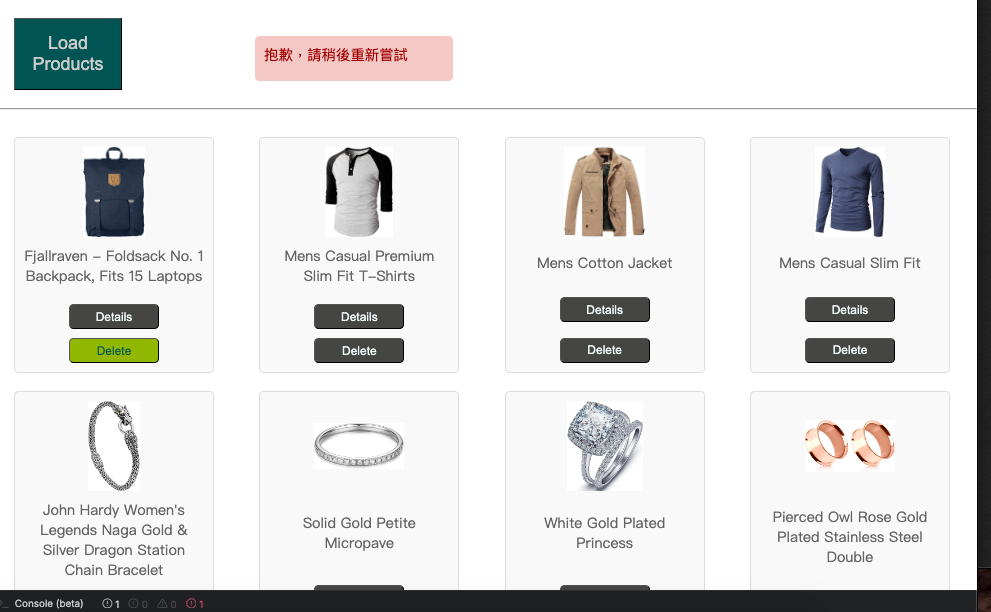 Load
Products
抱歉，請稍後重新嘗試
Fjallraven - Foldsack No. 1
Backpack, Fits 15 Laptops
Details
Delete
Mens Casual Premium
Slim Fit T-Shirts
Details
Delete
Mens Cotton Jacket
Details
Delete
Mens Casual Slim Fit
Details
Delete
John Hardy Women's
Legends Naga Gold &
Silver Dragon Station
Chain Bracelet
Solid Gold Petite
Micropave
White Gold Plated
Princess
Pierced Owl Rose Gold
Plated Stainless Steel
Double
Console (beta) 1 0 0 1